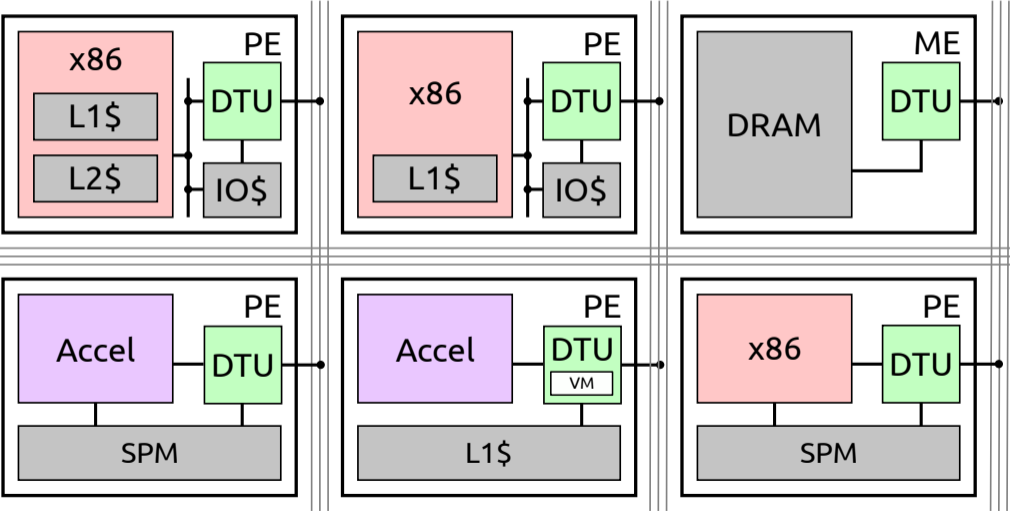 x86
L1$
L2$
PE
DTU
IO$
x86
L1$
PE
DTU
IO$
DRAM
ME
DTU
Accel
PE
DTU
SPM
Accel
PE
DTU
VM
L1$
x86
PE
DTU
SPM